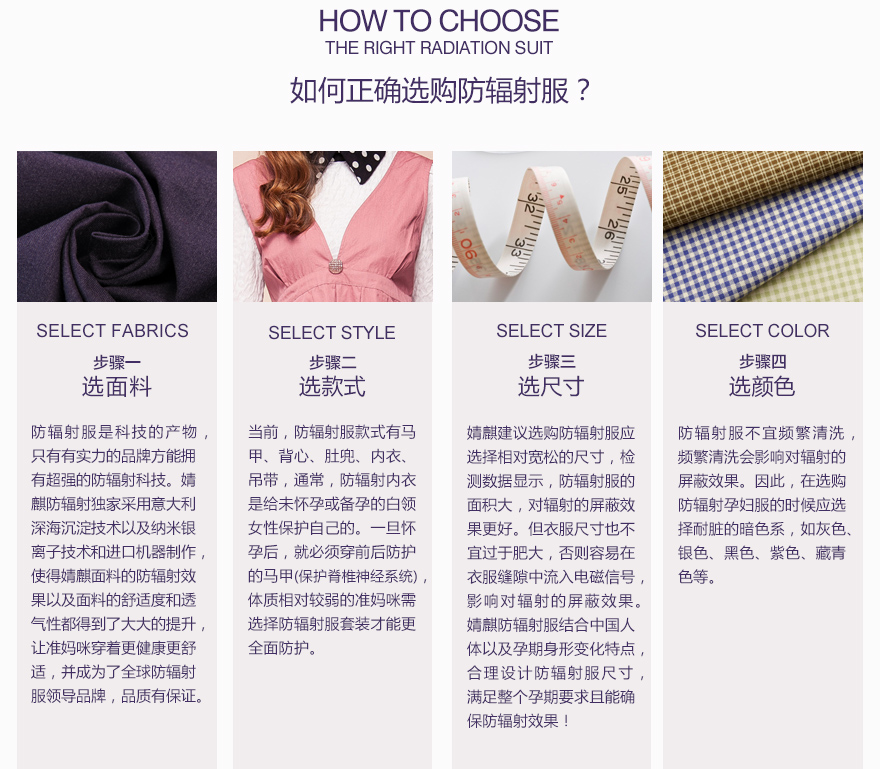 HOW TO CHOOSE
THE RIGHT RADIATION SUIT
如何正确选购防辐射服？
SELECT FABRICS
步骤一
选面料
防辐射服是科技的产物，
只有有实力的品牌方能拥
有超强的防辐射科技。婧
麒防辐射独家采用意大利
深海沉淀技术以及纳米银
离子技术和进口机器制作，
使得婧麒面料的防辐射效
果以及面料的舒适度和透
气性都得到了大大的提升，
让准妈咪穿着更健康更舒
适，并成为了全球防辐射
服领导品牌，品质有保证。
SELECT STYLE
步骤二
选款式
当前，防辐射服款式有马
甲、背心、肚兜、内衣、
吊带，通常，防辐射内衣
是给未怀孕或备孕的白领
女性保护自己的。一旦怀
孕后，就必须穿前后防护
的马甲(保护脊椎神经系统)，
体质相对较弱的准妈咪需
选择防辐射服套装才能更
全面防护。
32
33
06
25
26
SELECT SIZE
步骤三
选尺寸
婧麒建议选购防辐射服应
选择相对宽松的尺寸，检
测数据显示，防辐射服的
面积大，对辐射的屏蔽效
果更好。但衣服尺寸也不
宜过于肥大，否则容易在
衣服缝隙中流入电磁信号，
影响对辐射的屏蔽效果。
婧麒防辐射服结合中国人
体以及孕期身形变化特点，
合理设计防辐射服尺寸，
满足整个孕期要求且能确
保防辐射效果！
SELECT COLOR
步骤四
选颜色
防辐射服不宜频繁清洗，
频繁清洗会影响对辐射的
屏蔽效果。因此，在选购
防辐射孕妇服的时候应选
择耐脏的暗色系，如灰色、
银色、黑色、紫色、藏青
色等。